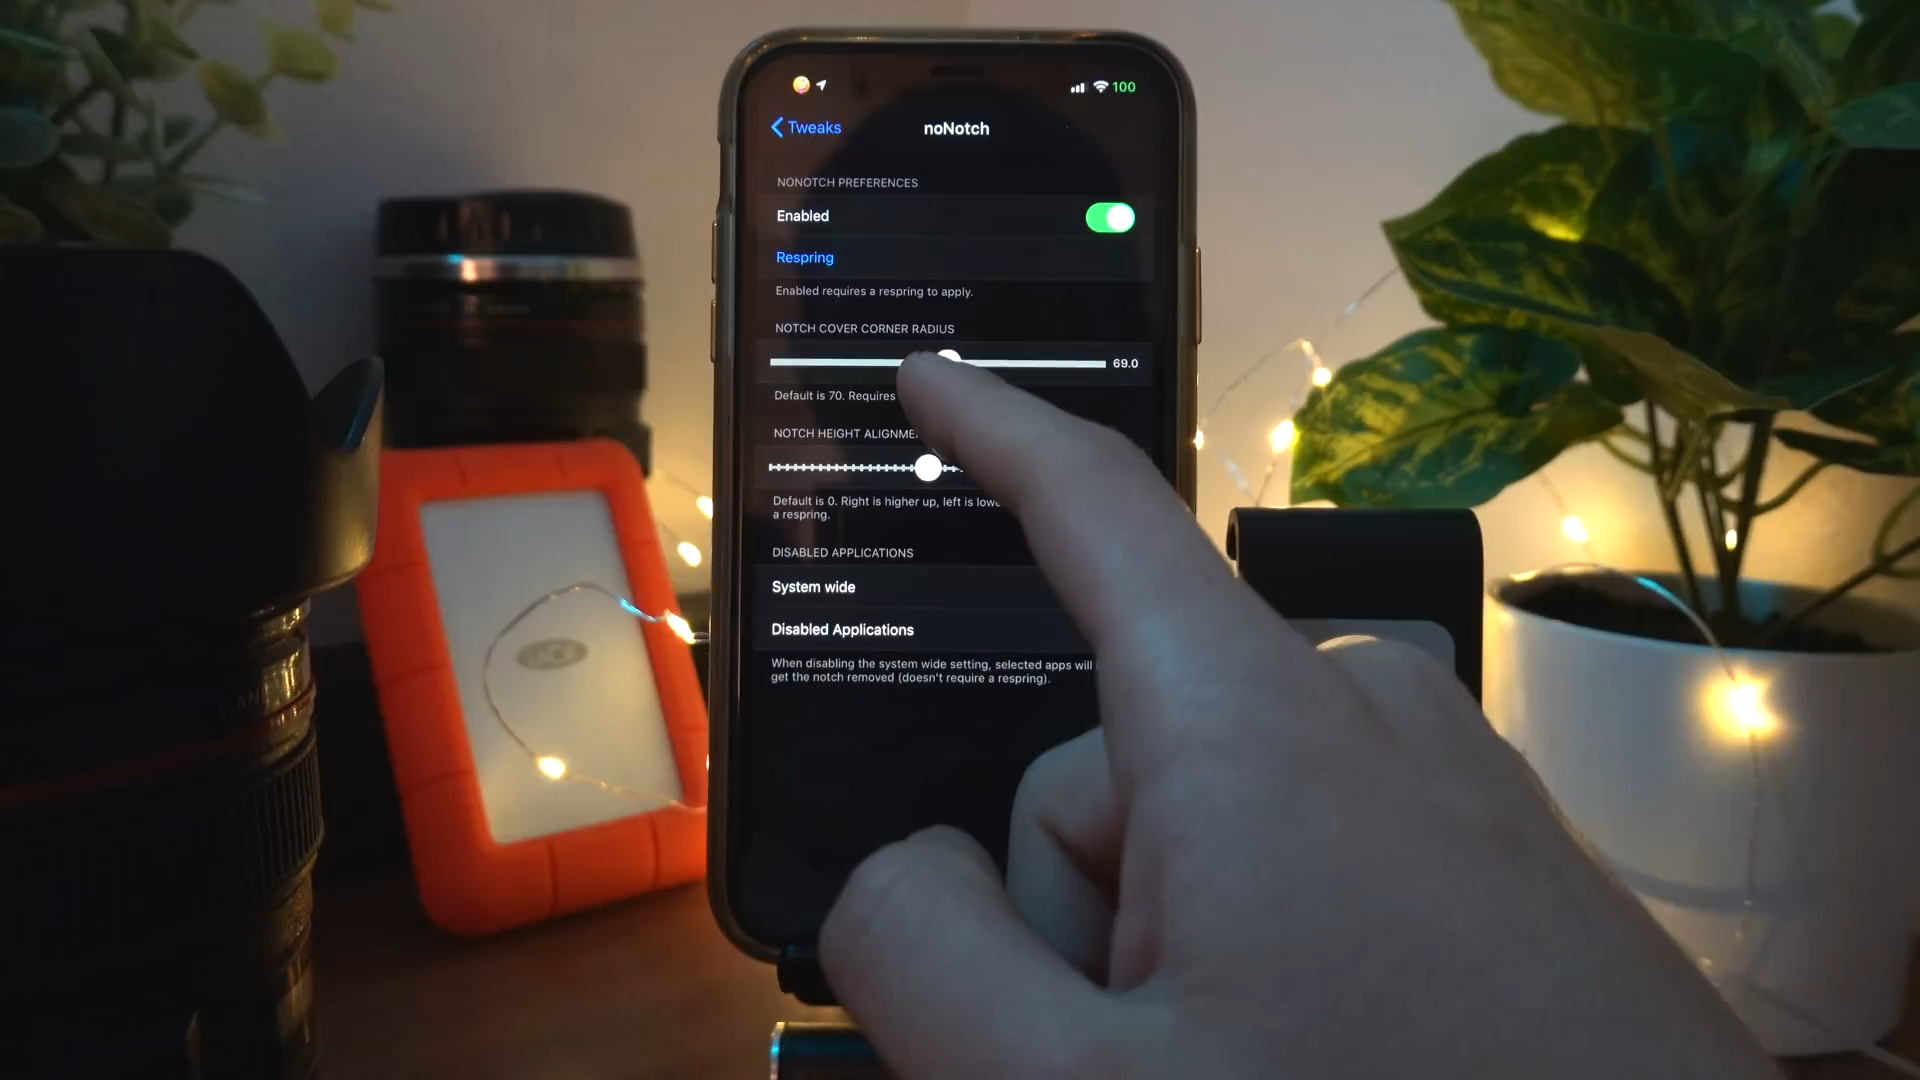 100
Tweaks
noNotch
NONOTCH PREFERENCES
Enabled
Respring
Enabled requires a respring to apply.
NOTCH COVER CORNER RADIUS
69.0
Default is 70. Requires
NOTCH HEIGHT
Default is 0. Right is higher up, left is
a respring.
DISABLED APPLICATIONS
System wide
Disabled Applications
When disabling the system wide setting, selected apps will
get the notch removed (doesn't require a respring).